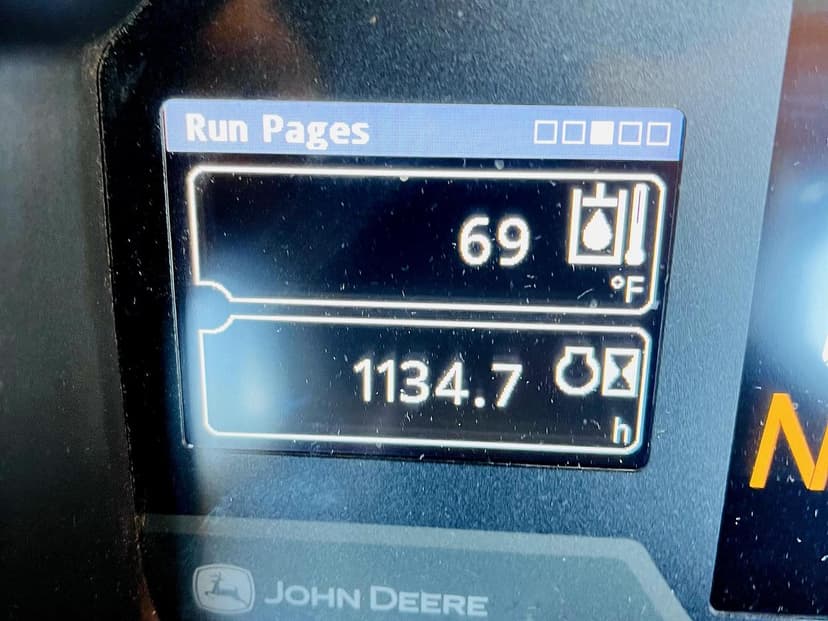 Run Pages
69
°F
1134.7
h
N
JOHN DEERE